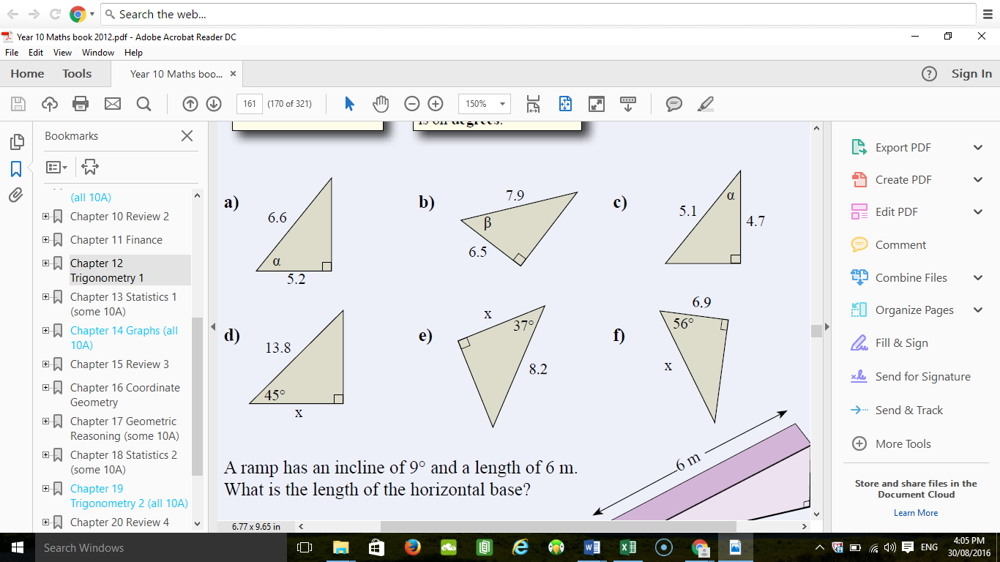 Search the web...
Year 10 Maths book 2012.pdf - Adobe Acrobat Reader DC
File Edit View Window Help
Home Tools Year 10 Maths boo... × ? Sign In
161 (170 of 321) 150%
is on degrees.
Bookmarks
(all 10A)
Chapter 10 Review 2
Chapter 11 Finance
Chapter 12
Trigonometry 1
Chapter 13 Statistics 1
(some 10A)
Chapter 14 Graphs (all
10A)
Chapter 15 Review 3
Chapter 16 Coordinate
Geometry
Chapter 17 Geometric
Reasoning (some 10A)
Chapter 18 Statistics 2
(some 10A)
Chapter 19
Trigonometry 2 (all 10A)
Chapter 20 Review 4
a) 6.6 α 5.2
b) 7.9 β 6.5
c) 5.1 α 4.7
d) 13.8 45° x
e) x 37° 8.2
f) 6.9 56° x
A ramp has an incline of 9° and a length of 6 m.
What is the length of the horizontal base?
6 m
6.77 x 9.65 in
Export PDF
Create PDF
Edit PDF
Comment
Combine Files
Organize Pages
Fill & Sign
Send for Signature
Send & Track
More Tools
Store and share files in the
Document Cloud
Learn More
Search Windows
ENG
4:05 PM
30/08/2016